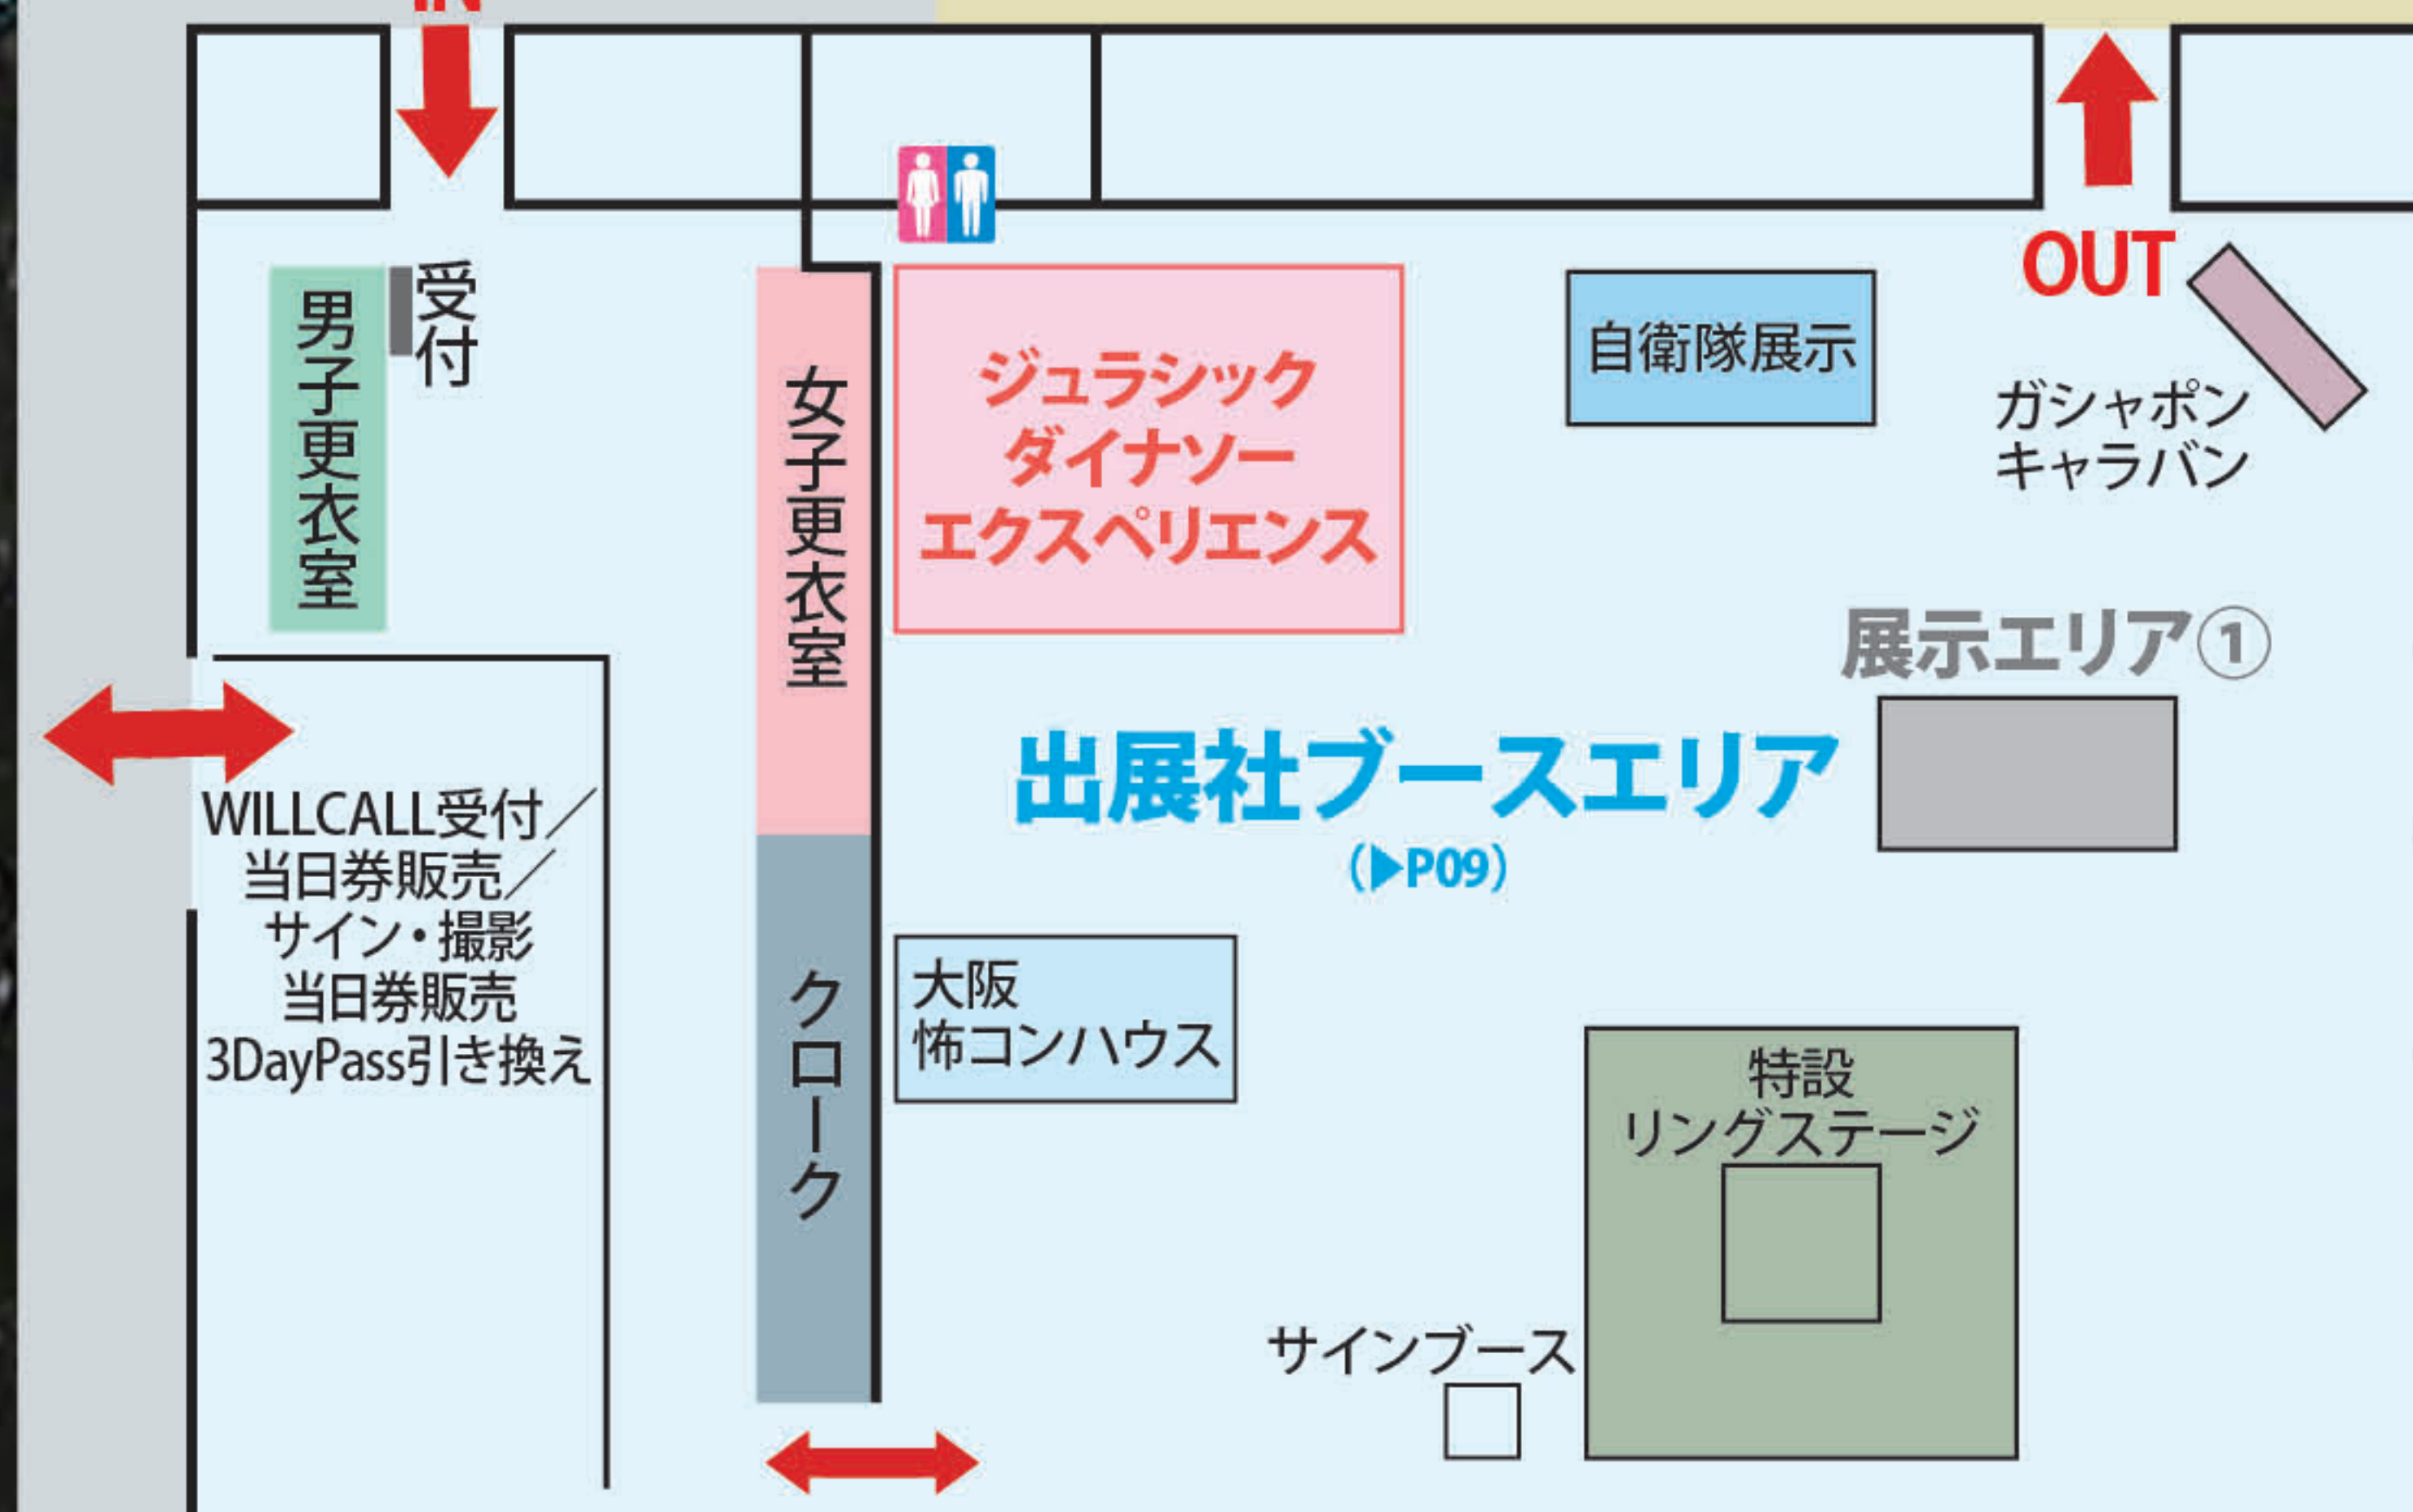 IN
OUT
受付
男子更衣室
女子更衣室
ジュラシック
ダイナソー
エクスペリエンス
自衛隊展示
ガシャポン
キャラバン
展示エリア①
出展社ブースエリア
（▶P09）
WILLCALL受付／
当日券販売／
サイン・撮影
当日券販売
3DayPass引き換え
クローク
大阪
怖コンハウス
特設
リングステージ
サインブース